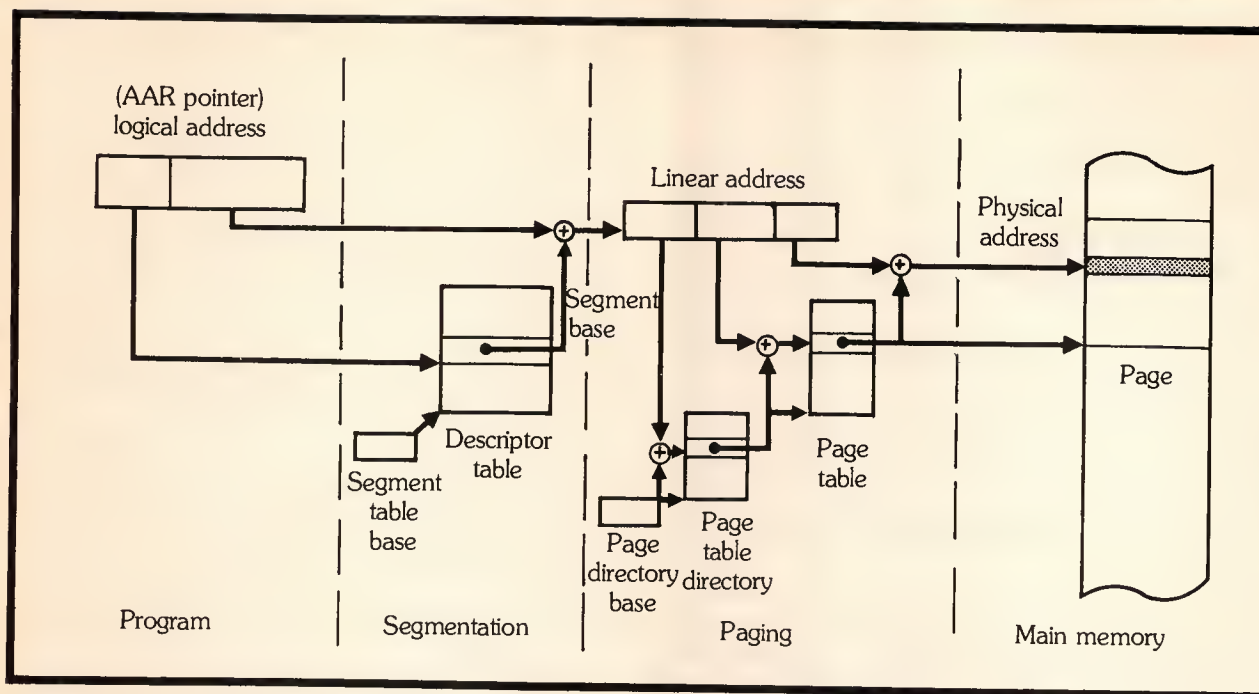 (AAR pointer)
logical address
Linear address
Physical
address
Segment
base
Page
Descriptor
table
Page
table
Segment
table
base
Page
table
directory
Page
directory
base
Program
Segmentation
Paging
Main memory